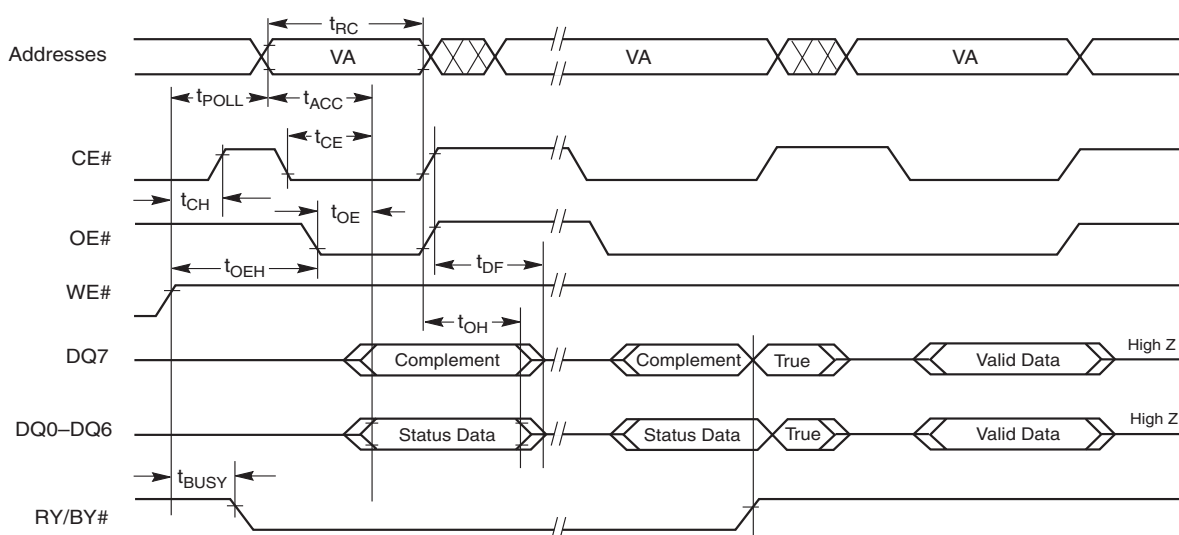 tRC
Addresses VA VA VA
tPOLL tACC
tCE
CE#
tCH tOE
OE#
tOEH tDF
WE#
tOH
DQ7 Complement Complement True Valid Data High Z
DQ0–DQ6 Status Data Status Data True Valid Data High Z
tBUSY
RY/BY#